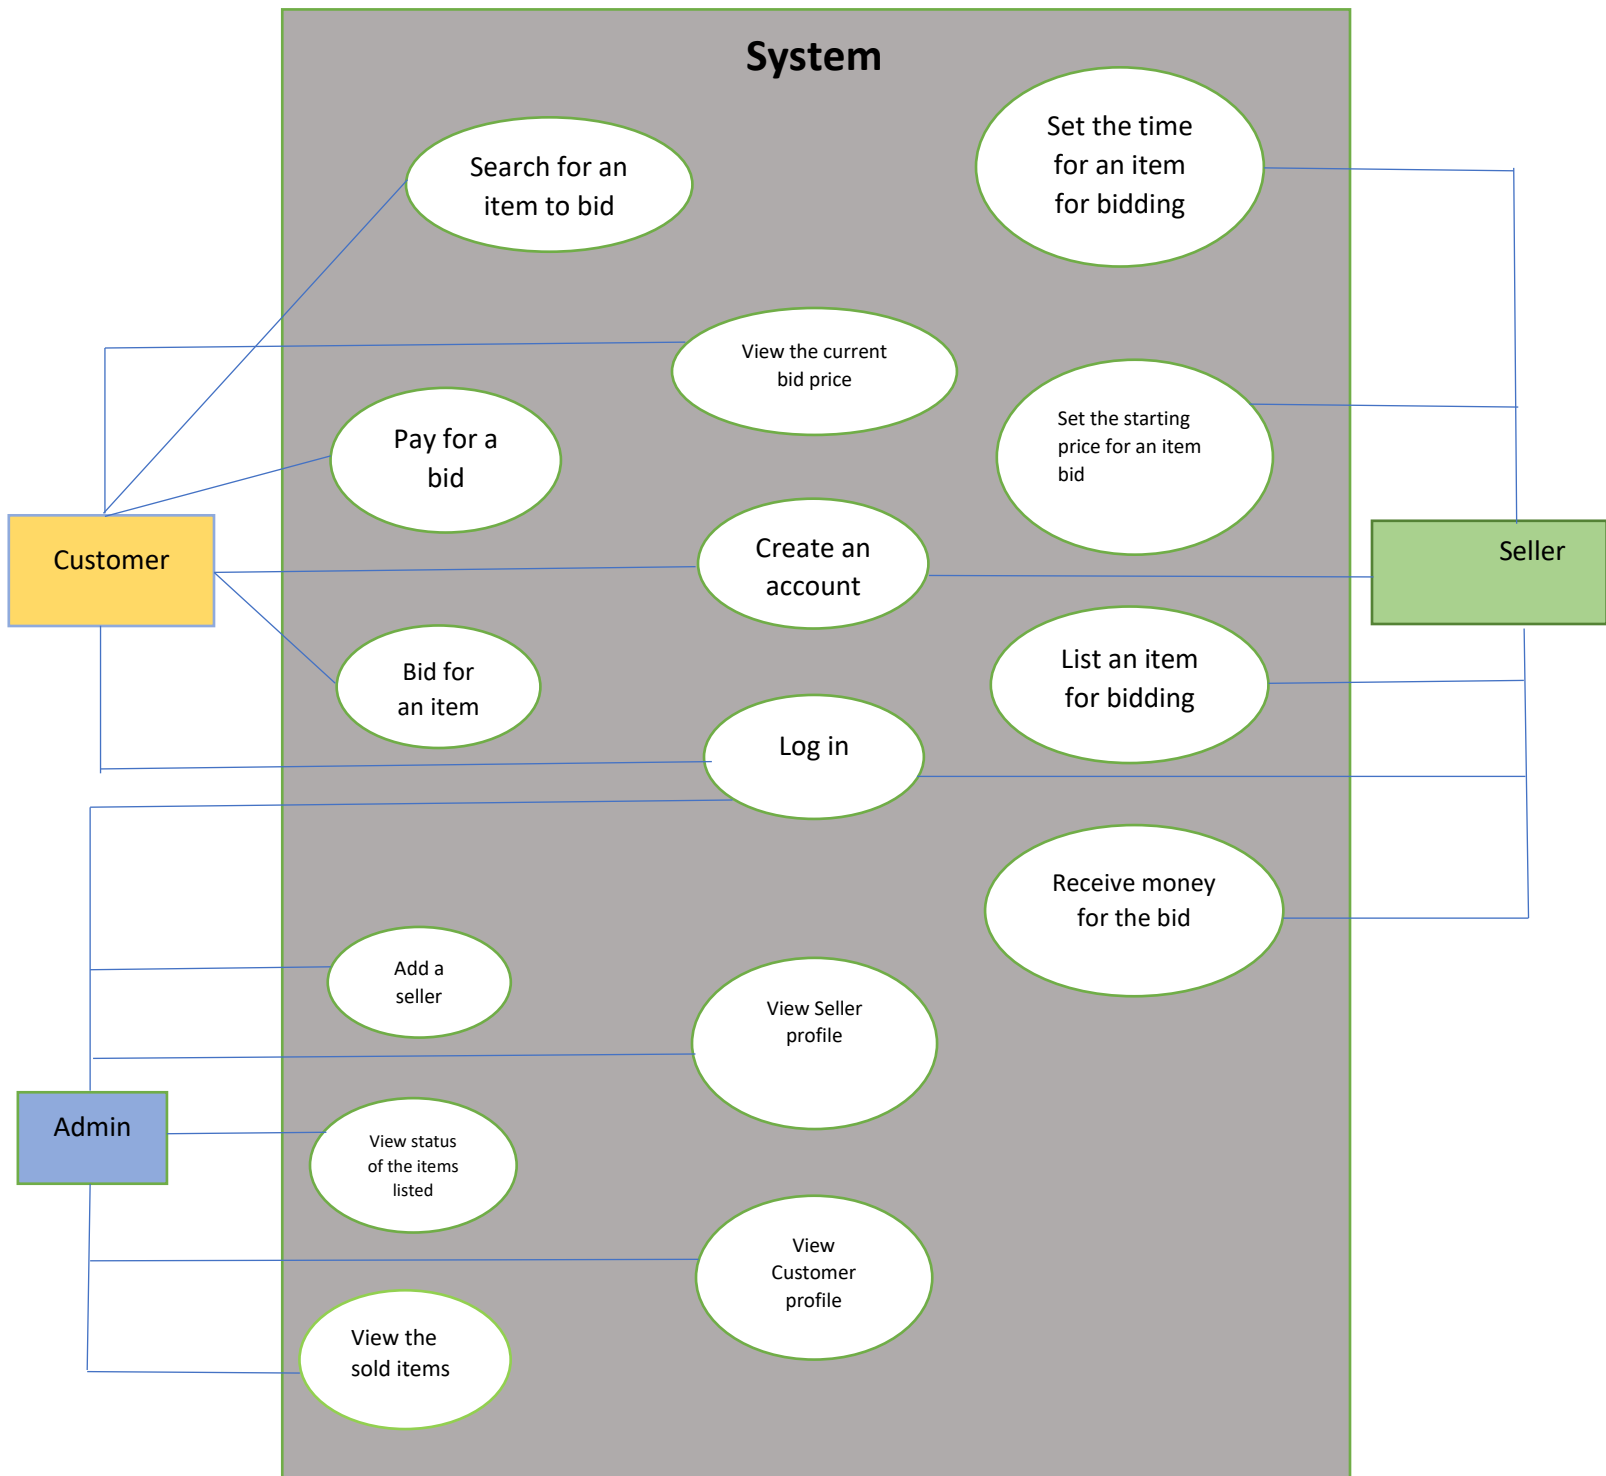 System
Search for an
item to bid
Set the time
for an item
for bidding
View the current
bid price
Pay for a
bid
Set the starting
price for an item
bid
Customer
Create an
account
Seller
Bid for
an item
List an item
for bidding
Log in
Receive money
for the bid
Add a
seller
View Seller
profile
Admin
View status
of the items
listed
View
Customer
profile
View the
sold items